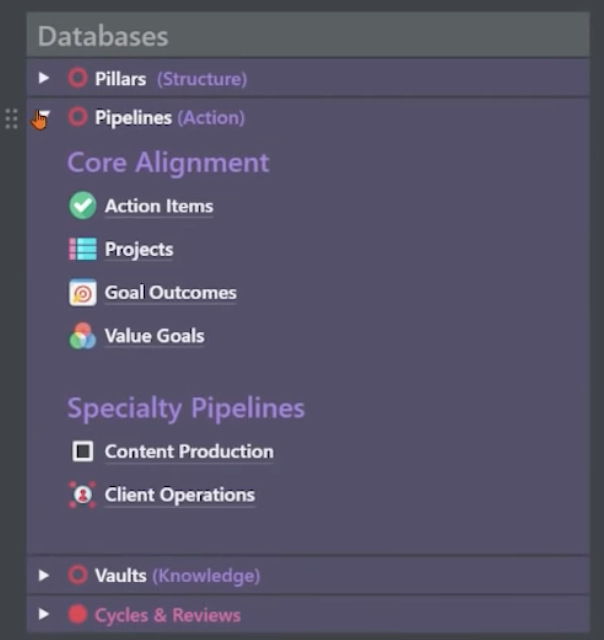 Databases
Pillars (Structure)
Pipelines (Action)
Core Alignment
Action Items
Projects
Goal Outcomes
Value Goals
Specialty Pipelines
Content Production
Client Operations
Vaults (Knowledge)
Cycles & Reviews